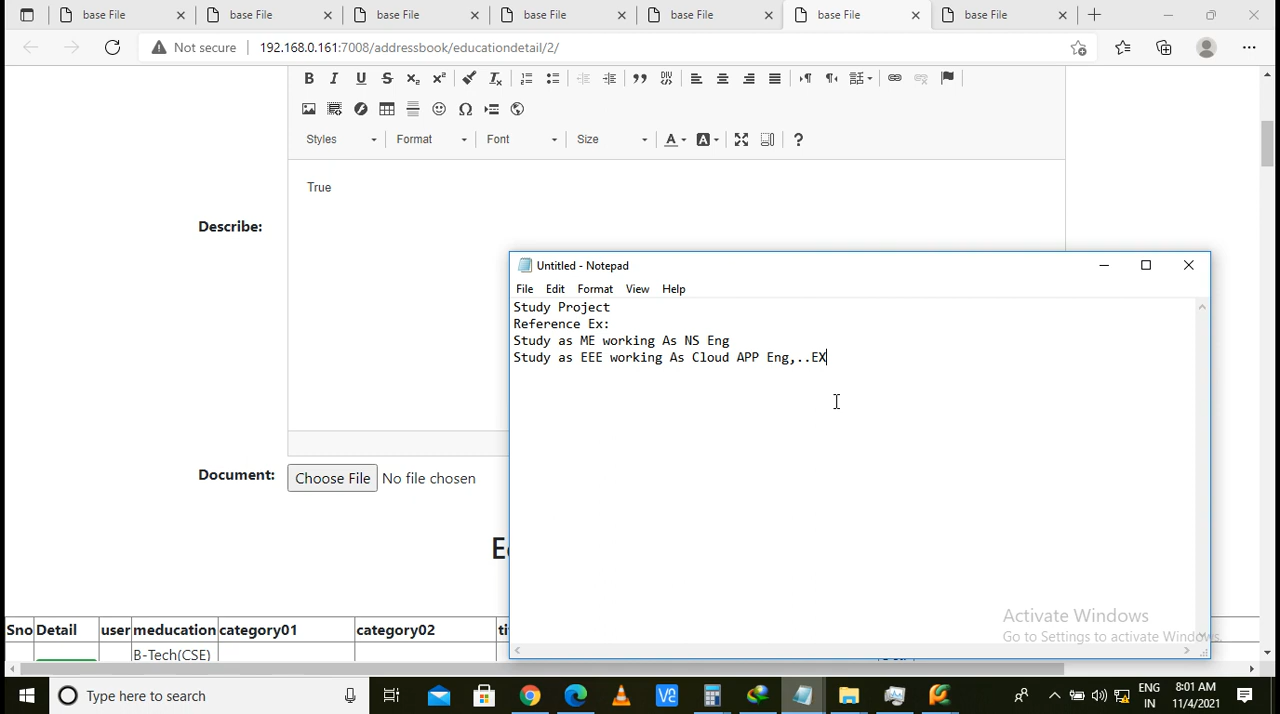 base File
base File
base File
base File
base File
base File
base File
Not secure
192.168.0.161:7008/addressbook/educationdetail/2/
Styles
Format
Font
Size
True
Describe:
Untitled - Notepad
File Edit Format View Help
Study Project
Reference Ex:
Study as ME working As NS Eng
Study as EEE working As Cloud APP Eng,..EX
Document:
Choose File No file chosen
Activate Windows
Go to Settings to activate Windows.
Sno Detail user meducation category01 category02
B-Tech(CSE)
Type here to search
ENG
IN
8:01 AM
11/4/2021